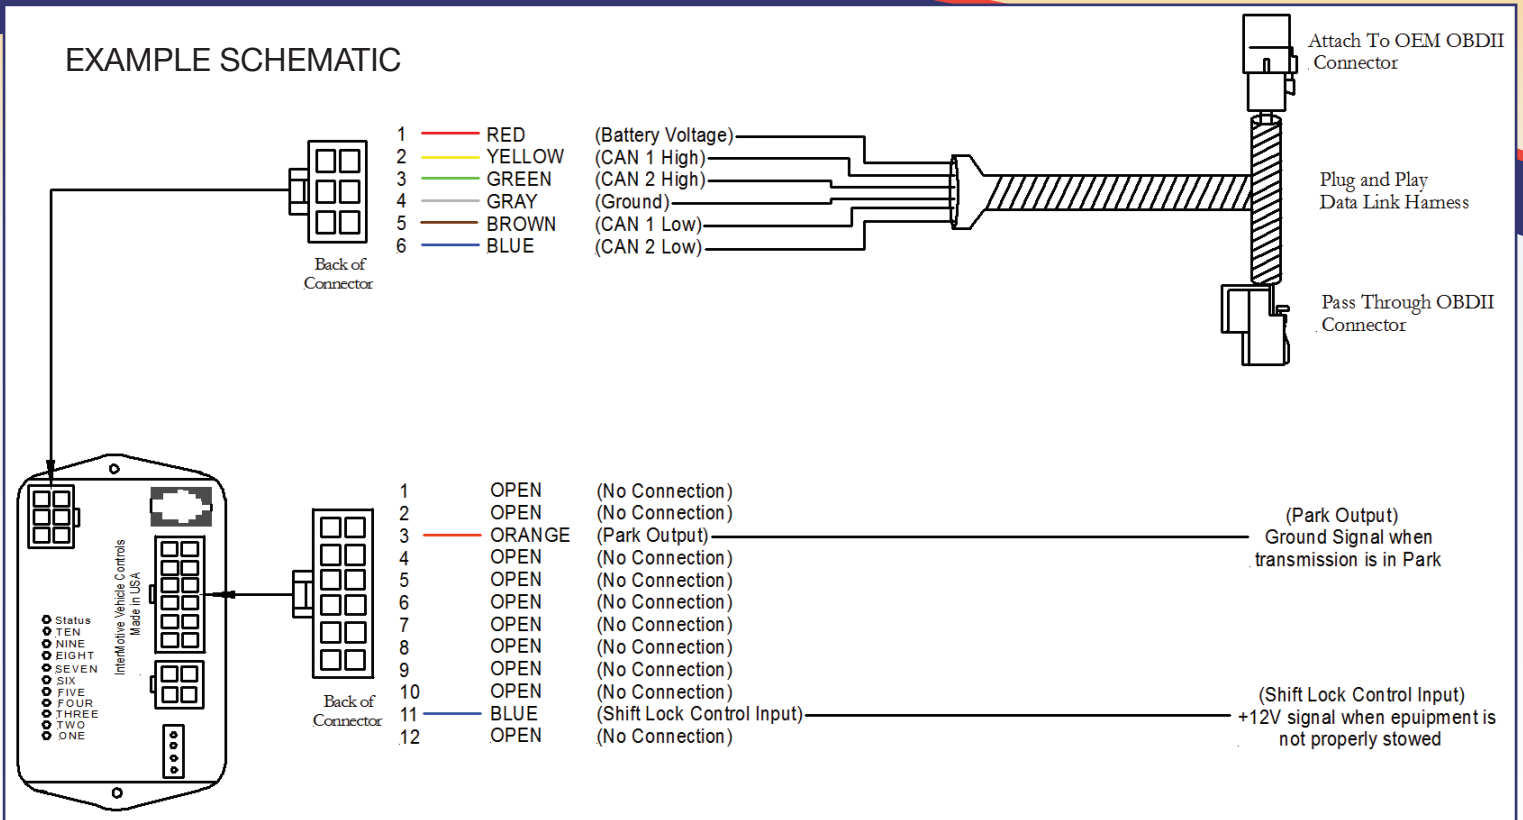 EXAMPLE SCHEMATIC
Attach To OEM OBDII
Connector
1 RED (Battery Voltage)
2 YELLOW (CAN 1 High)
3 GREEN (CAN 2 High)
4 GRAY (Ground)
5 BROWN (CAN 1 Low)
6 BLUE (CAN 2 Low)
Back of
Connector
Plug and Play
Data Link Harness
Pass Through OBDII
Connector
InterMotive Vehicle Controls
Made in USA
Status
TEN
NINE
EIGHT
SEVEN
SIX
FIVE
FOUR
THREE
TWO
ONE
Back of
Connector
1 OPEN (No Connection)
2 OPEN (No Connection)
3 ORANGE (Park Output)
4 OPEN (No Connection)
5 OPEN (No Connection)
6 OPEN (No Connection)
7 OPEN (No Connection)
8 OPEN (No Connection)
9 OPEN (No Connection)
10 OPEN (No Connection)
11 BLUE (Shift Lock Control Input)
12 OPEN (No Connection)
(Park Output)
Ground Signal when
transmission is in Park
(Shift Lock Control Input)
+12V signal when epuipment is
not properly stowed